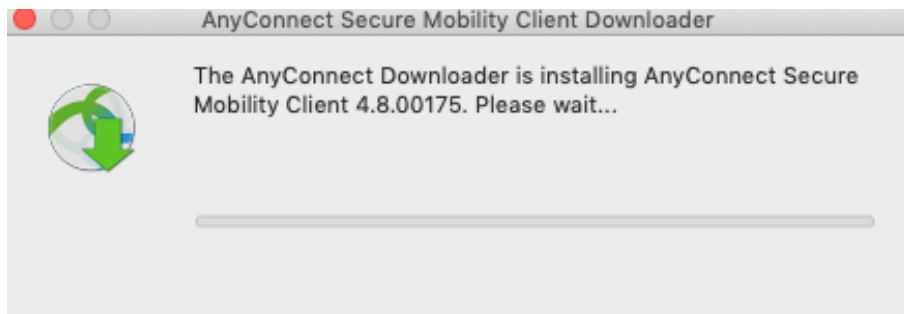 AnyConnect Secure Mobility Client Downloader
The AnyConnect Downloader is installing AnyConnect Secure
Mobility Client 4.8.00175. Please wait...